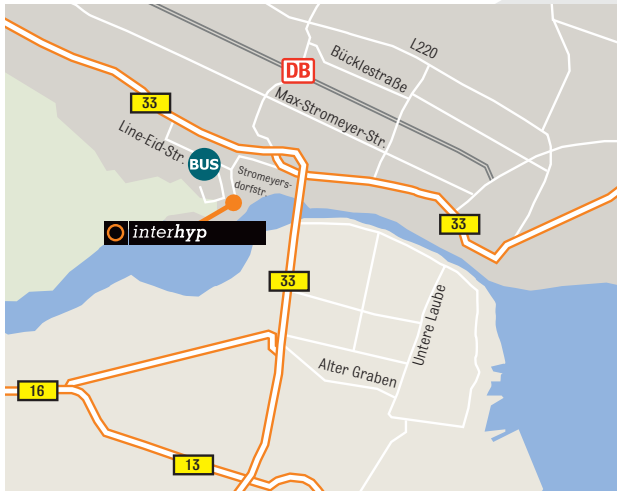 L220
Bücklestraße
DB
33
Max-Stromeyer-Str.
Line-Eid-Str.
BUS
Stromeyers-
dorfstr.
33
interhyp
33
Untere Laube
Alter Graben
16
13